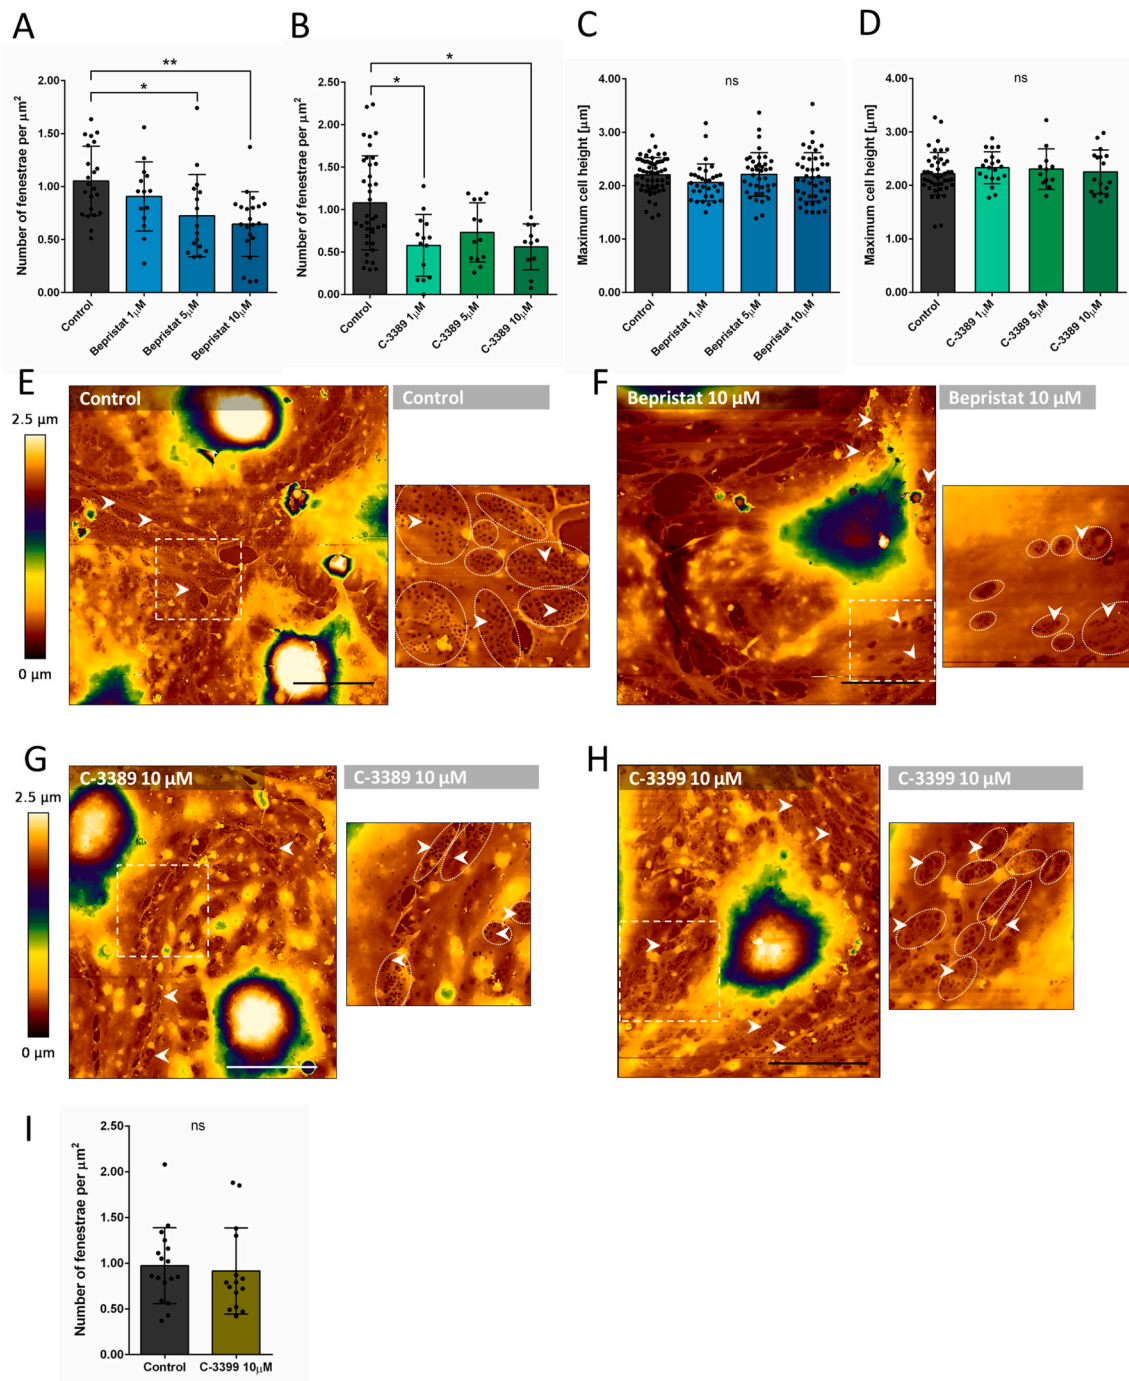 A
B
C
D
Number of fenestrae per μm²
2.00
1.50
1.00
0.50
0.00
**
*
Control
Bepristat 1μM
Bepristat 5μM
Bepristat 10μM
Number of fenestrae per μm²
2.50
2.00
1.50
1.00
0.50
0.00
*
*
Control
C-3389 1μM
C-3389 5μM
C-3389 10μM
Maximum cell height [μm]
4.00
3.00
2.00
1.00
0.00
ns
Control
Bepristat 1μM
Bepristat 5μM
Bepristat 10μM
Maximum cell height [μm]
4.00
3.00
2.00
1.00
0.00
ns
Control
C-3389 1μM
C-3389 5μM
C-3389 10μM
E
2.5 μm
0 μm
Control
Control
F
Bepristat 10 μM
Bepristat 10 μM
G
2.5 μm
0 μm
C-3389 10 μM
C-3389 10 μM
H
C-3399 10 μM
C-3399 10 μM
I
Number of fenestrae per μm²
2.50
2.00
1.50
1.00
0.50
0.00
ns
Control
C-3399 10μM